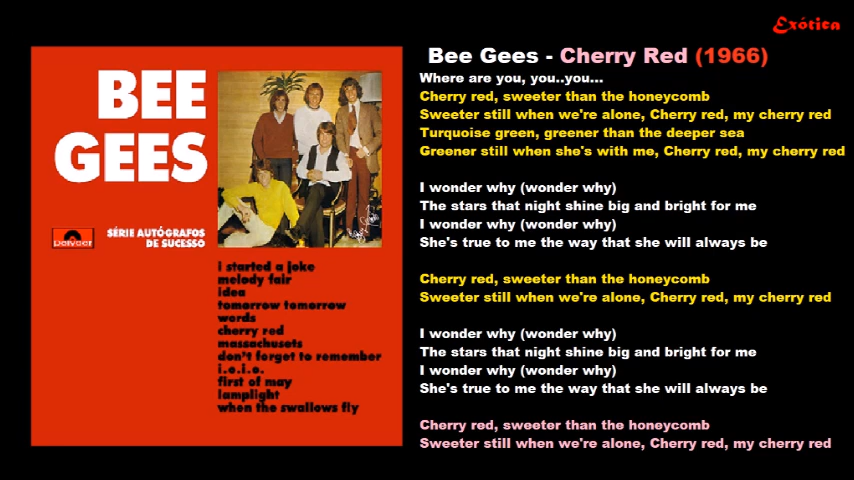 Exótica
BEE
GEES
polydor
SÉRIE AUTÓGRAFOS
DE SUCESSO
i started a joke
melody fair
idea
tomorrow tomorrow
words
cherry red
massachusets
don't forget to remember
i.o.i.o.
first of may
lamplight
when the swallows fly
Bee Gees - Cherry Red (1966)
Where are you, you..you...
Cherry red, sweeter than the honeycomb
Sweeter still when we're alone, Cherry red, my cherry red
Turquoise green, greener than the deeper sea
Greener still when she's with me, Cherry red, my cherry red
I wonder why (wonder why)
The stars that night shine big and bright for me
I wonder why (wonder why)
She's true to me the way that she will always be
Cherry red, sweeter than the honeycomb
Sweeter still when we're alone, Cherry red, my cherry red
I wonder why (wonder why)
The stars that night shine big and bright for me
I wonder why (wonder why)
She's true to me the way that she will always be
Cherry red, sweeter than the honeycomb
Sweeter still when we're alone, Cherry red, my cherry red